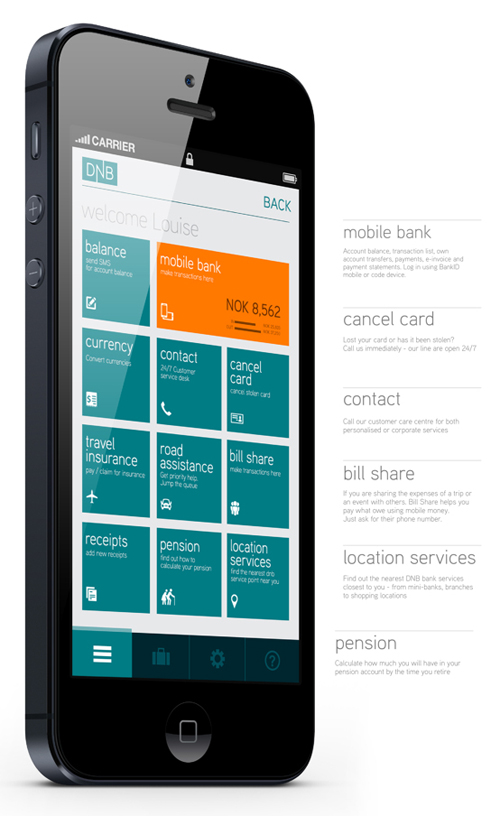 CARRIER
DNB
BACK
welcome Louise
balance
send SMS
for account balance
mobile bank
make transactions here
NOK 8,562
currency
Convert currencies
contact
24/7 Customer
service desk
cancel
card
cancel stolen card
travel
insurance
pay / claim for insurance
road
assistance
Get priority help.
Jump the queue
bill share
make transactions here
receipts
add new receipts
pension
find out how to
calculate your pension
location
services
find the nearest dnb
service point near you
mobile bank
Account balance, transaction list, own
account transfers, payments, e-invoice and
payment statements. Log in using BankID
mobile or code device.
cancel card
Lost your card or has it been stolen?
Call us immediately - our line are open 24/7
contact
Call our customer care centre for both
personalised or corporate services
bill share
If you are sharing the expenses of a trip or
an event with others. Bill Share helps you
pay what owe using mobile money.
Just ask for their phone number.
location services
Find out the nearest DNB bank services
closest to you - from mini-banks, branches
to shopping locations
pension
Calculate how much you will have in your
pension account by the time you retire